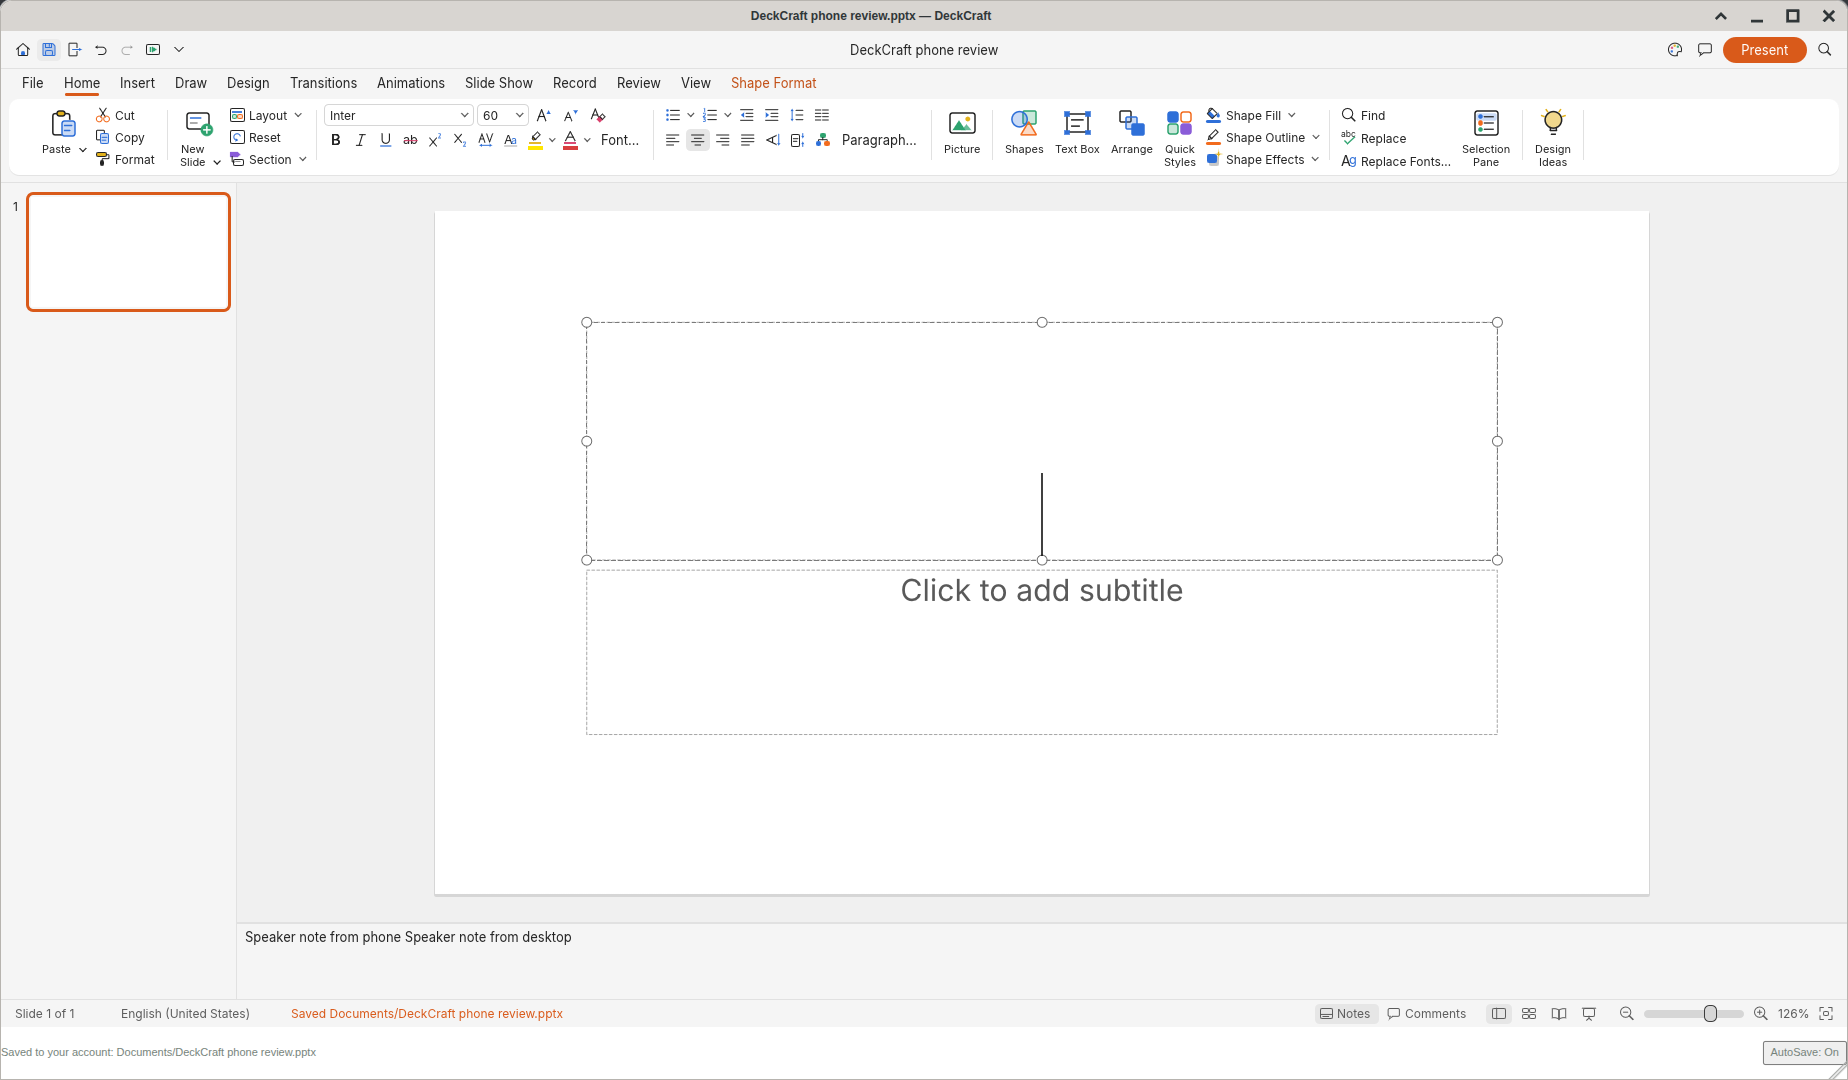 DeckCraft phone review.pptx — DeckCraft
DeckCraft phone review
Present
File Home Insert Draw Design Transitions Animations Slide Show Record Review View Shape Format
Paste
Cut
Copy
Format
New Slide
Layout
Reset
Section
Inter 60
Font...
Paragraph...
Picture
Shapes
Text Box
Arrange
Quick Styles
Shape Fill
Shape Outline
Shape Effects
Find
Replace
Replace Fonts...
Selection Pane
Design Ideas
1
Click to add subtitle
Speaker note from phone Speaker note from desktop
Slide 1 of 1 English (United States) Saved Documents/DeckCraft phone review.pptx Notes Comments 126%
Saved to your account: Documents/DeckCraft phone review.pptx AutoSave: On